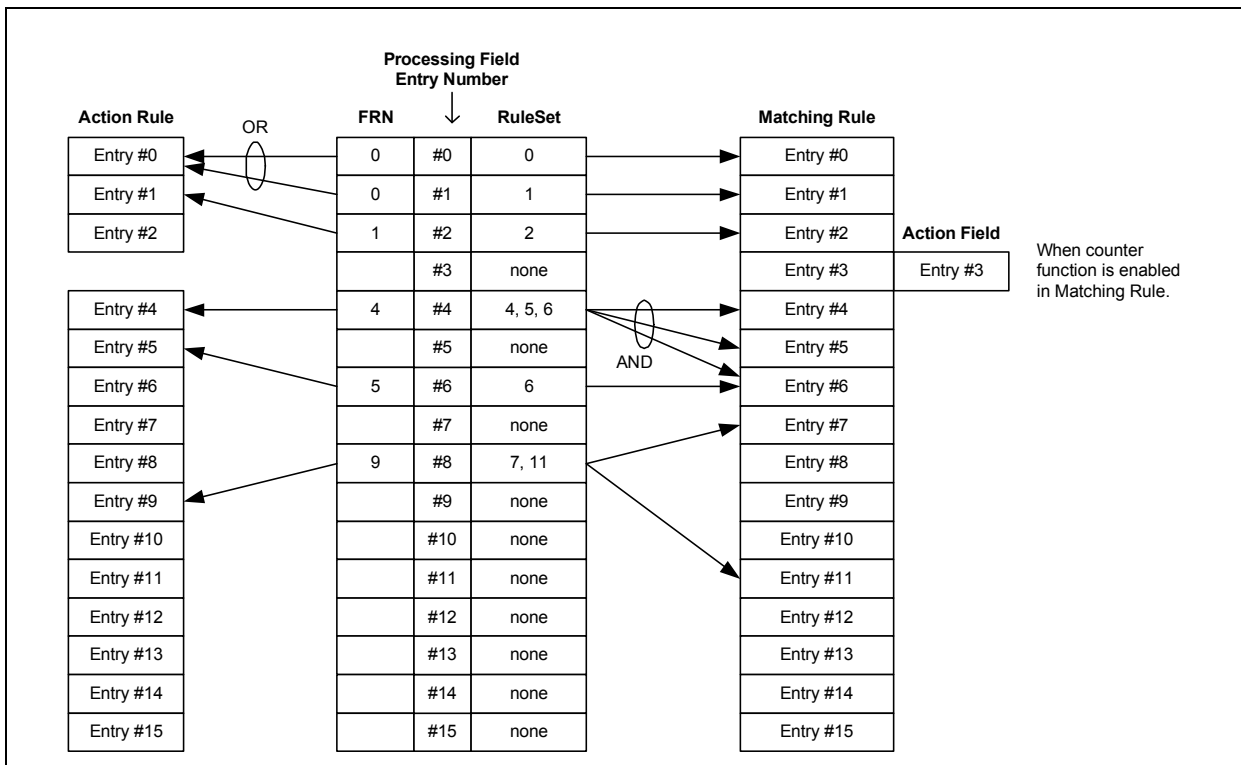 Processing Field
Entry Number
Action Rule
OR
FRN
RuleSet
Matching Rule
Entry #0 0 #0 0 Entry #0
Entry #1 0 #1 1 Entry #1
Entry #2 1 #2 2 Entry #2 Action Field
#3 none Entry #3 Entry #3
When counter
function is enabled
in Matching Rule.
Entry #4 4 #4 4, 5, 6 Entry #4
Entry #5 #5 none Entry #5
AND
Entry #6 5 #6 6 Entry #6
Entry #7 #7 none Entry #7
Entry #8 9 #8 7, 11 Entry #8
Entry #9 #9 none Entry #9
Entry #10 #10 none Entry #10
Entry #11 #11 none Entry #11
Entry #12 #12 none Entry #12
Entry #13 #13 none Entry #13
Entry #14 #14 none Entry #14
Entry #15 #15 none Entry #15